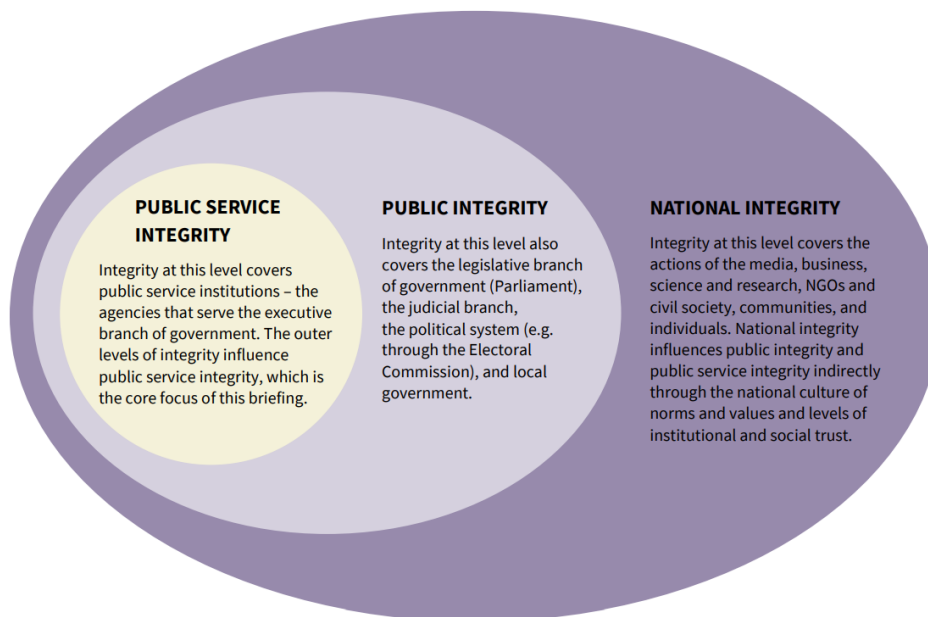 PUBLIC SERVICE
INTEGRITY
Integrity at this level covers
public service institutions – the
agencies that serve the executive
branch of government. The outer
levels of integrity influence
public service integrity, which is
the core focus of this briefing.
PUBLIC INTEGRITY
Integrity at this level also
covers the legislative branch
of government (Parliament),
the judicial branch,
the political system (e.g.
through the Electoral
Commission), and local
government.
NATIONAL INTEGRITY
Integrity at this level covers the
actions of the media, business,
science and research, NGOs and
civil society, communities, and
individuals. National integrity
influences public integrity and
public service integrity indirectly
through the national culture of
norms and values and levels of
institutional and social trust.